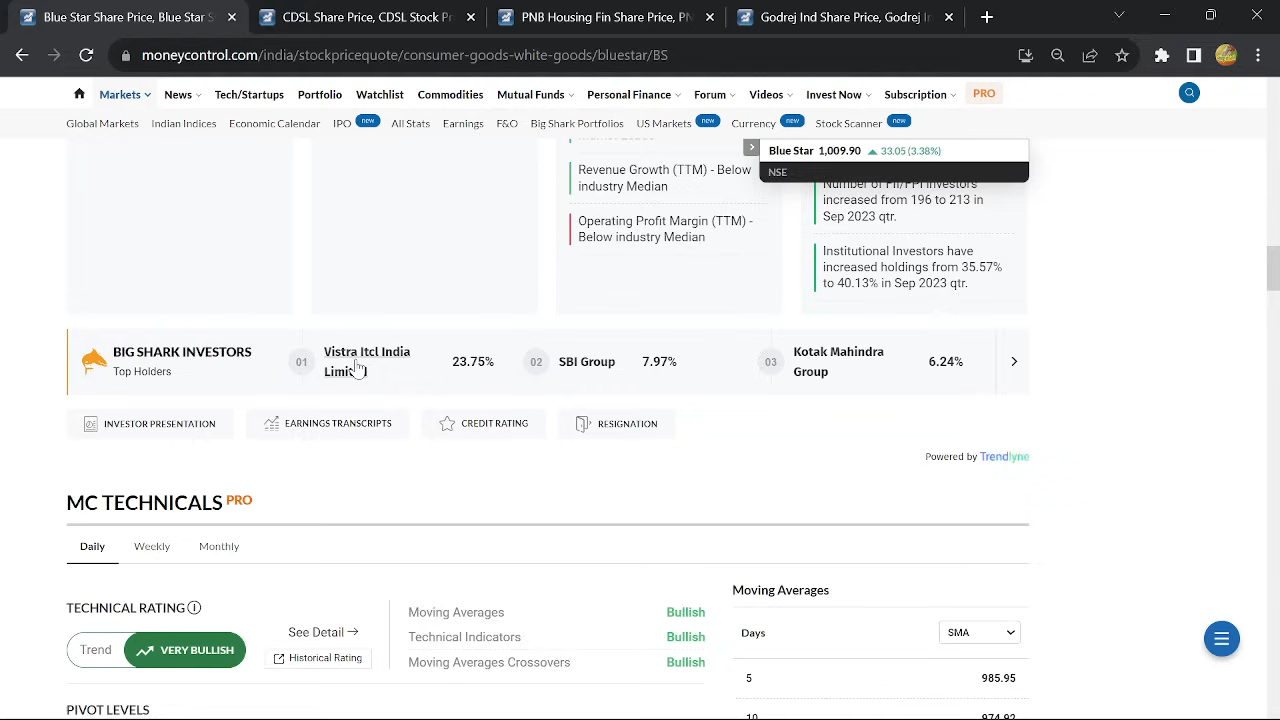 Blue Star Share Price, Blue Star S
CDSL Share Price, CDSL Stock Pr
PNB Housing Fin Share Price, PN
Godrej Ind Share Price, Godrej In
moneycontrol.com/india/stockpricequote/consumer-goods-white-goods/bluestar/BS
Markets News Tech/Startups Portfolio Watchlist Commodities Mutual Funds Personal Finance Forum Videos Invest Now Subscription PRO
Global Markets Indian Indices Economic Calendar IPO new All Stats Earnings F&O Big Shark Portfolios US Markets new Currency new Stock Scanner new
Blue Star 1,009.90 33.05 (3.38%)
NSE
Revenue Growth (TTM) - Below
industry Median
Operating Profit Margin (TTM) -
Below industry Median
Number of FII/FPI investors
increased from 196 to 213 in
Sep 2023 qtr.
Institutional Investors have
increased holdings from 35.57%
to 40.13% in Sep 2023 qtr.
BIG SHARK INVESTORS
Top Holders
01 Vistra Itcl India
Limited
23.75%
02 SBI Group 7.97%
03 Kotak Mahindra
Group
6.24%
INVESTOR PRESENTATION EARNINGS TRANSCRIPTS CREDIT RATING RESIGNATION
Powered by Trendlyne
MC TECHNICALS PRO
Daily Weekly Monthly
TECHNICAL RATING
Trend VERY BULLISH
See Detail
Historical Rating
Moving Averages Bullish
Technical Indicators Bullish
Moving Averages Crossovers Bullish
Moving Averages
Days SMA
5 985.95
10 974.92
PIVOT LEVELS